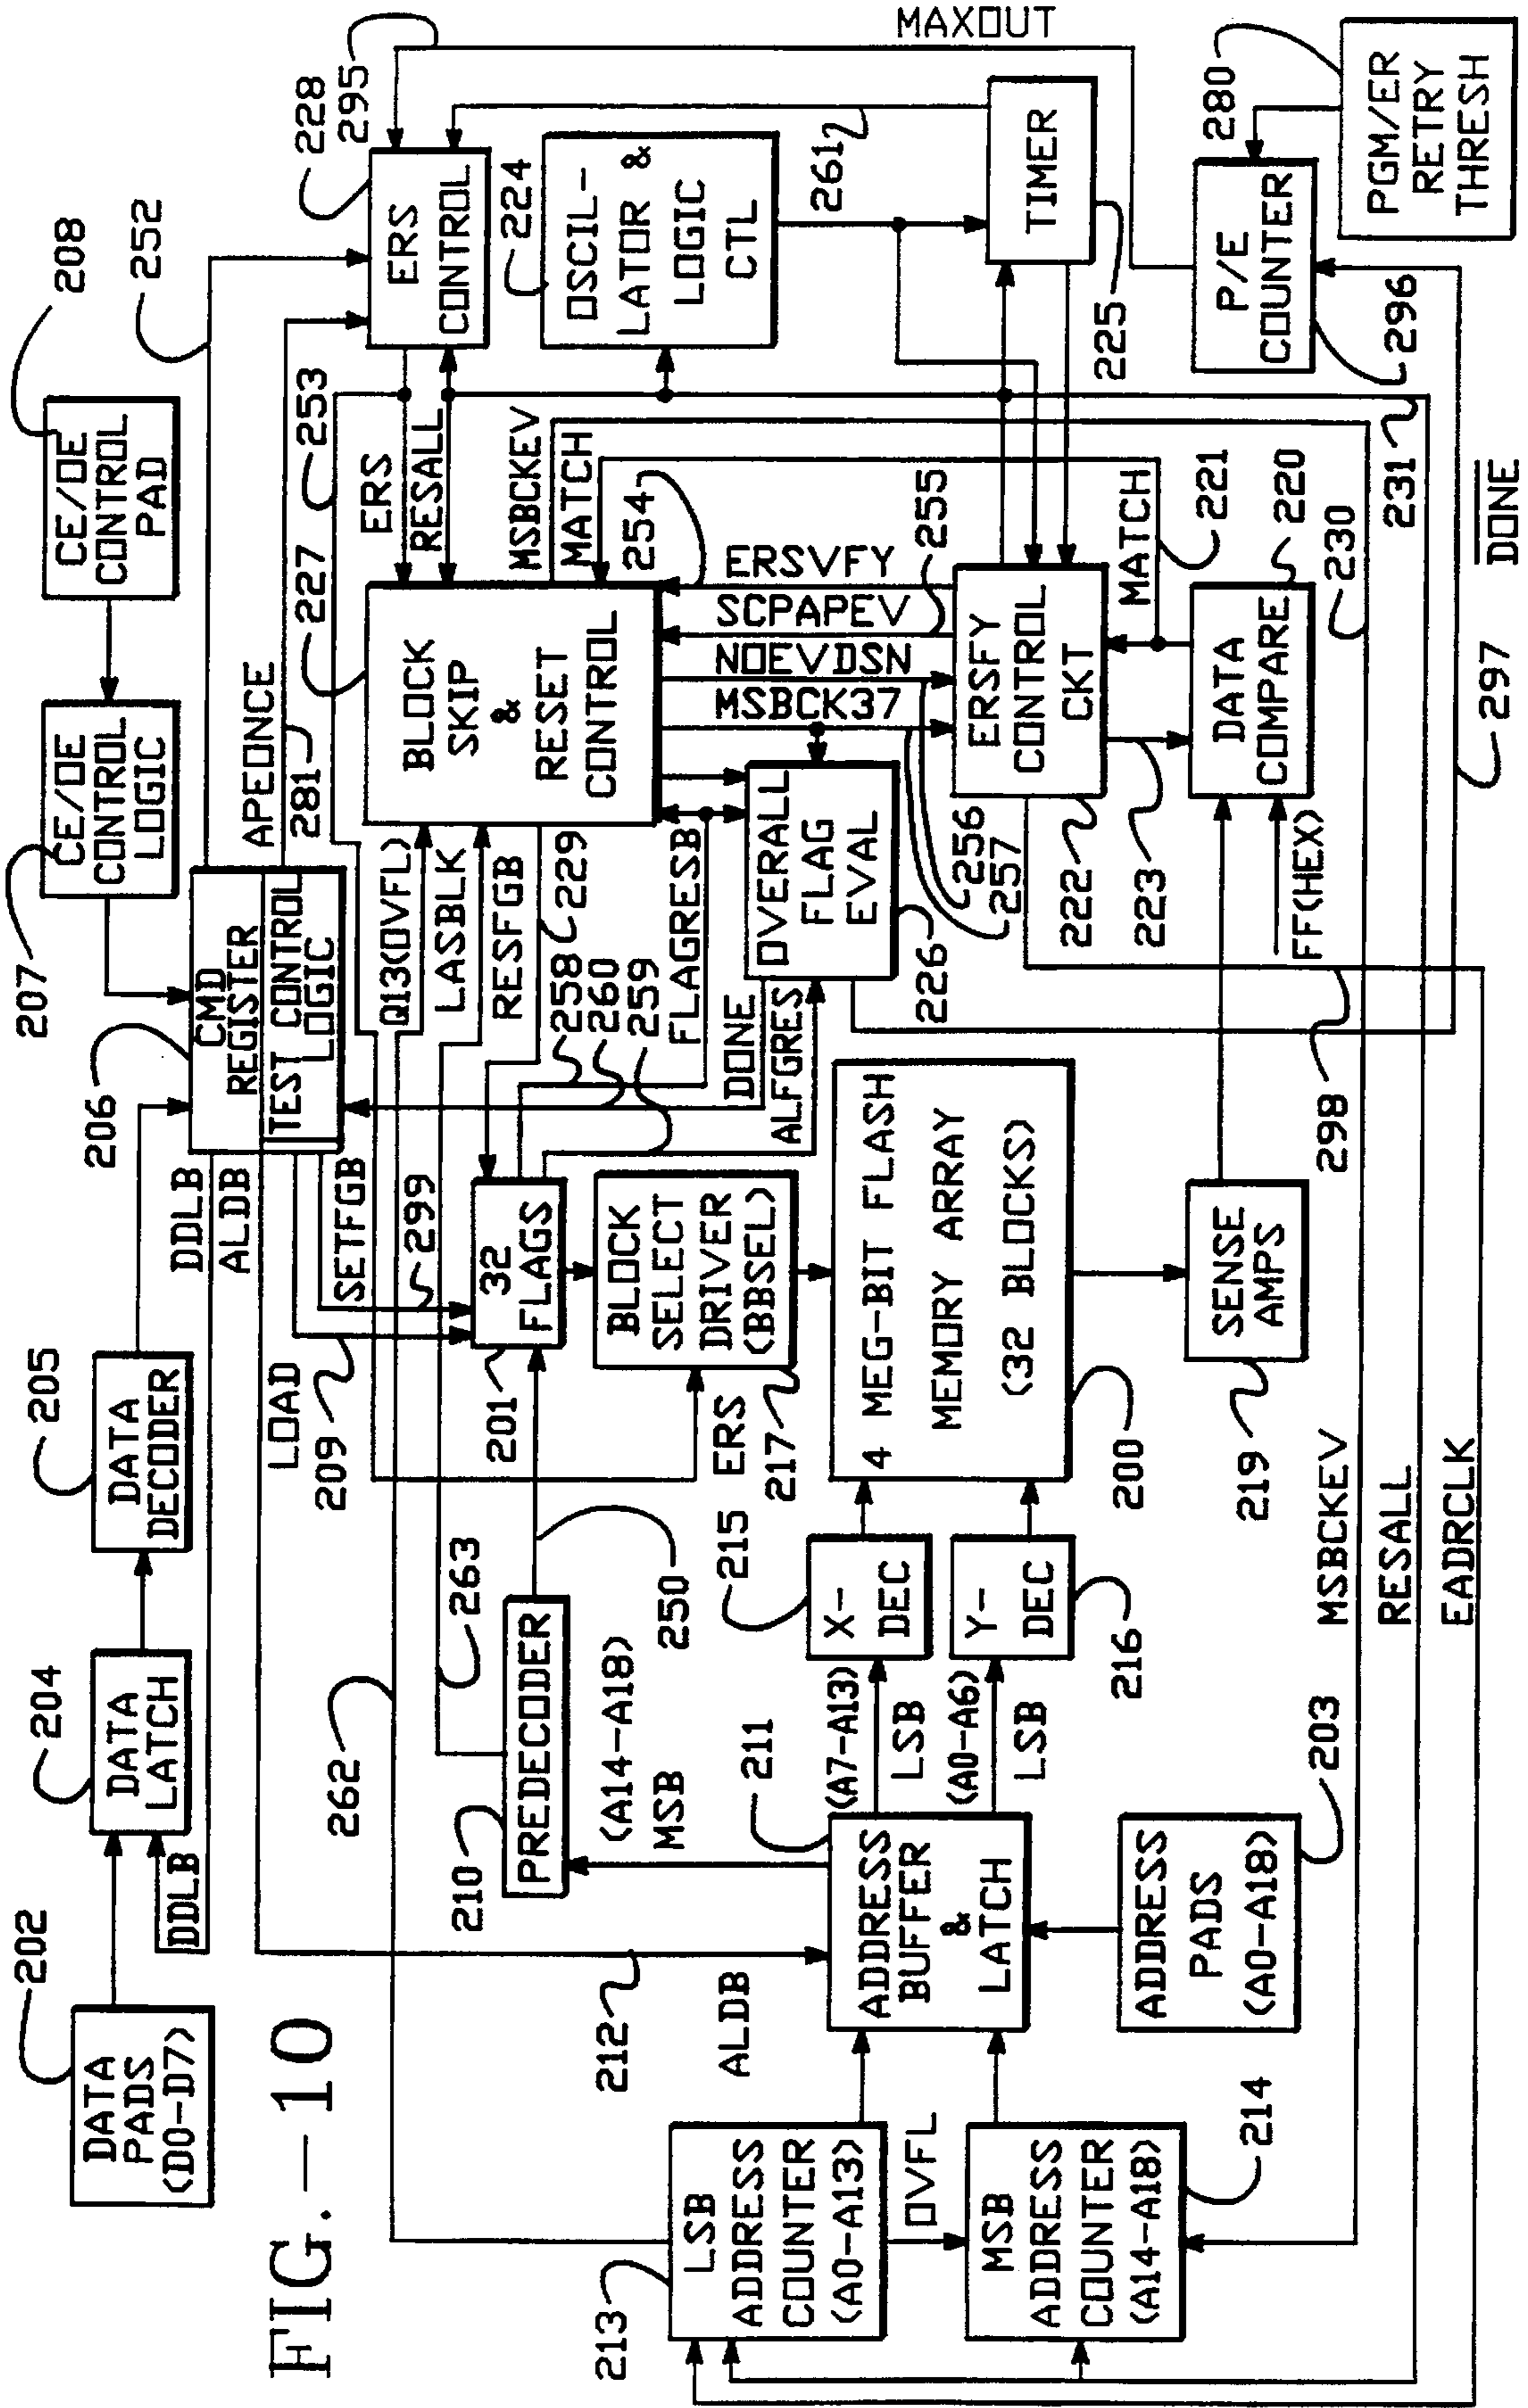 FIG.-10
DATA
PADS
(D0-D7)
202
DDLB
DATA
LATCH
204
DATA
DECODER
205
DDLB
ALDB
206
CMD
REGISTER
TEST CONTROL
LOGIC
207
CE/OE
CONTROL
LOGIC
208
CE/OE
CONTROL
PAD
252
APEONCE
281
253
LOAD
209
SETFGB
299
262
263
Q13(OVFL)
LASBLK
RESFGB
229
258
260
259
FLAGRESB
DONE
ALFGRES
227
BLOCK
SKIP
&
RESET
CONTROL
ERS
RESALL
MSBCKEV
MATCH
254
ERSVFY
SCPAPEV
NOEVDSN
MSBCK37
255
256
257
228
295
ERS
CONTROL
224
OSCIL-
LATOR &
LOGIC
CTL
261
TIMER
225
MAXOUT
280
P/E
COUNTER
296
PGM/ER
RETRY
THRESH
210
PREDECODER
(A14-A18)
MSB
250
201
32
FLAGS
BLOCK
SELECT
DRIVER
(BBSEL)
ERS
217
OVERALL
FLAG
EVAL
226
ERSFY
CONTROL
CKT
222
223
MATCH
221
DATA
COMPARE
220
FF(HEX)
212
ALDB
213
LSB
ADDRESS
COUNTER
(A0-A13)
OVFL
MSB
ADDRESS
COUNTER
(A14-A18)
214
ADDRESS
BUFFER
&
LATCH
211
ADDRESS
PADS
(A0-A18)
203
(A7-A13)
LSB
(A0-A6)
LSB
215
X-
DEC
Y-
DEC
216
4 MEG-BIT FLASH
MEMORY ARRAY
(32 BLOCKS)
200
SENSE
AMPS
219
298
230
231
297
DONE
MSBCKEV
RESALL
EADRCLK